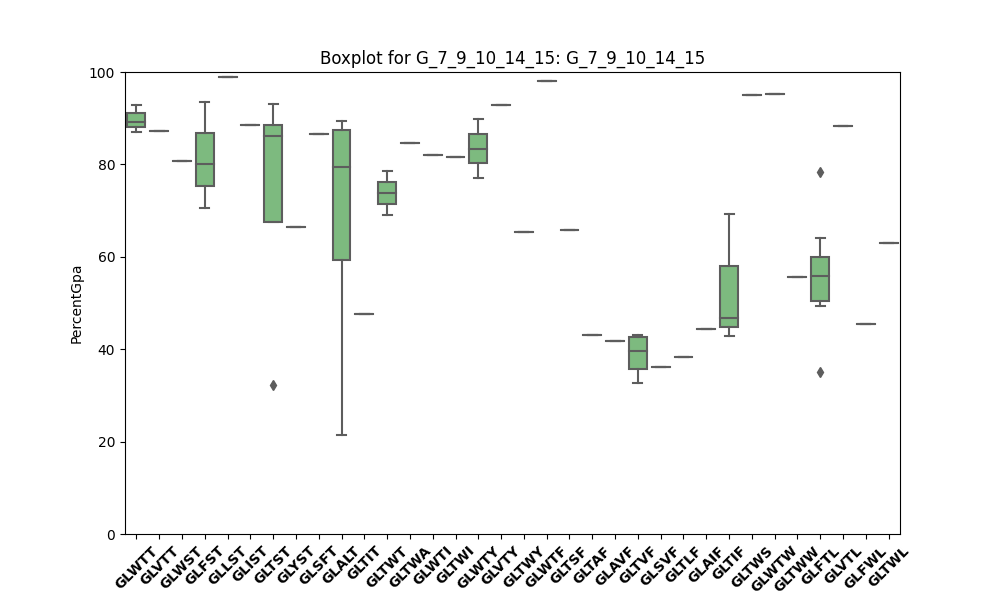 Boxplot for G_7_9_10_14_15: G_7_9_10_14_15
PercentGpa
100
80
60
40
20
0
GLWTT
GLVTT
GLWST
GLFST
GLLST
GLIST
GLTST
GLYST
GLSFT
GLALT
GLTIT
GLTWT
GLTWA
GLWTI
GLTWI
GLWTY
GLVTY
GLTWY
GLWTF
GLTSF
GLTAF
GLAVF
GLTVF
GLSVF
GLTLF
GLAIF
GLTIF
GLTWS
GLWTW
GLTWW
GLFTL
GLVTL
GLFWL
GLTWL